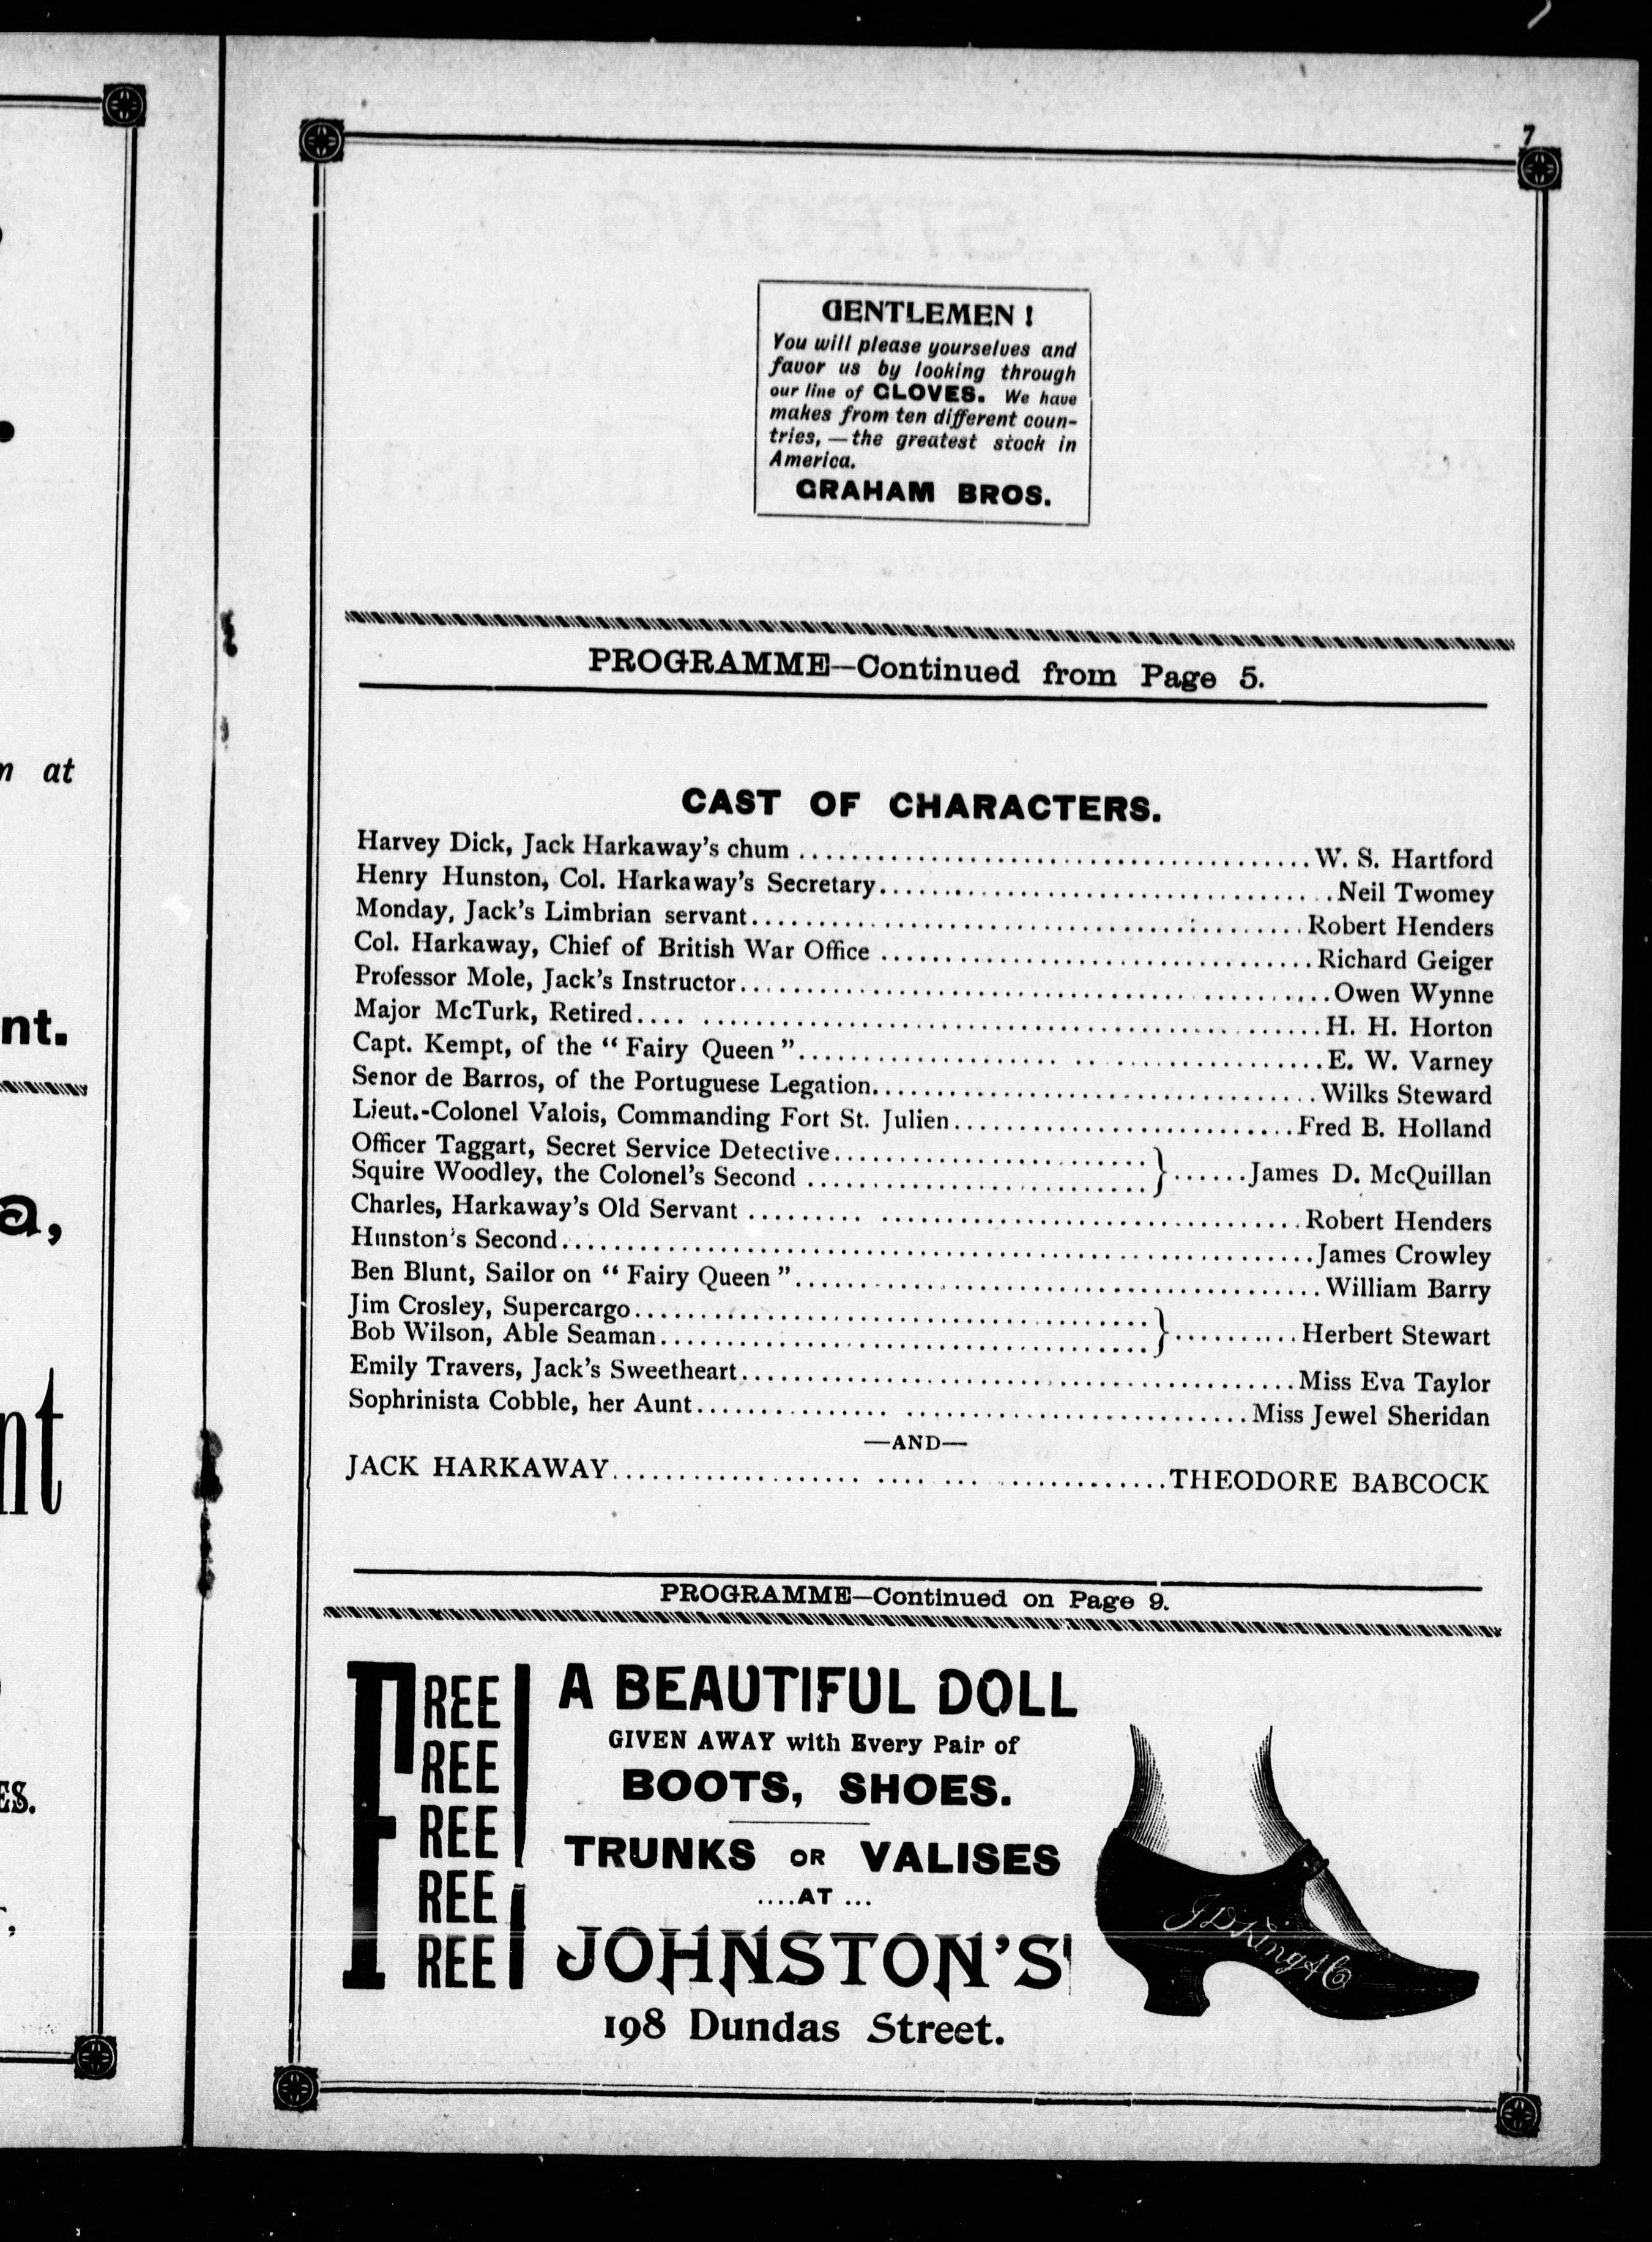 7
GENTLEMEN !
You will please yourselves and
favor us by looking through
our line of GLOVES. We have
makes from ten different coun-
tries, — the greatest stock in
America.
GRAHAM BROS.
PROGRAMME—Continued from Page 5.
CAST OF CHARACTERS.
Harvey Dick, Jack Harkaway's chum ........ W. S. Hartford
Henry Hunston, Col. Harkaway's Secretary........ Neil Twomey
Monday, Jack's Limbrian servant........ Robert Henders
Col. Harkaway, Chief of British War Office ........ Richard Geiger
Professor Mole, Jack's Instructor........ Owen Wynne
Major McTurk, Retired........ H. H. Horton
Capt. Kempt, of the “ Fairy Queen ”........ E. W. Varney
Senor de Barros, of the Portuguese Legation........ Wilks Steward
Lieut.-Colonel Valois, Commanding Fort St. Julien........ Fred B. Holland
Officer Taggart, Secret Service Detective........
Squire Woodley, the Colonel's Second ........ } ......James D. McQuillan
Charles, Harkaway's Old Servant ........ Robert Henders
Hunston's Second........ James Crowley
Ben Blunt, Sailor on “ Fairy Queen ”........ William Barry
Jim Crosley, Supercargo........
Bob Wilson, Able Seaman........ } ........ Herbert Stewart
Emily Travers, Jack's Sweetheart........ Miss Eva Taylor
Sophrinista Cobble, her Aunt........ Miss Jewel Sheridan
—AND—
JACK HARKAWAY........ THEODORE BABCOCK
PROGRAMME—Continued on Page 9.
FREE
REE
REE
REE
REE !
A BEAUTIFUL DOLL
GIVEN AWAY with Every Pair of
BOOTS, SHOES.
TRUNKS OR VALISES
....AT ...
JOHNSTON'S
198 Dundas Street.
J D King & Co
m at
nt.
a,
nt
ES.